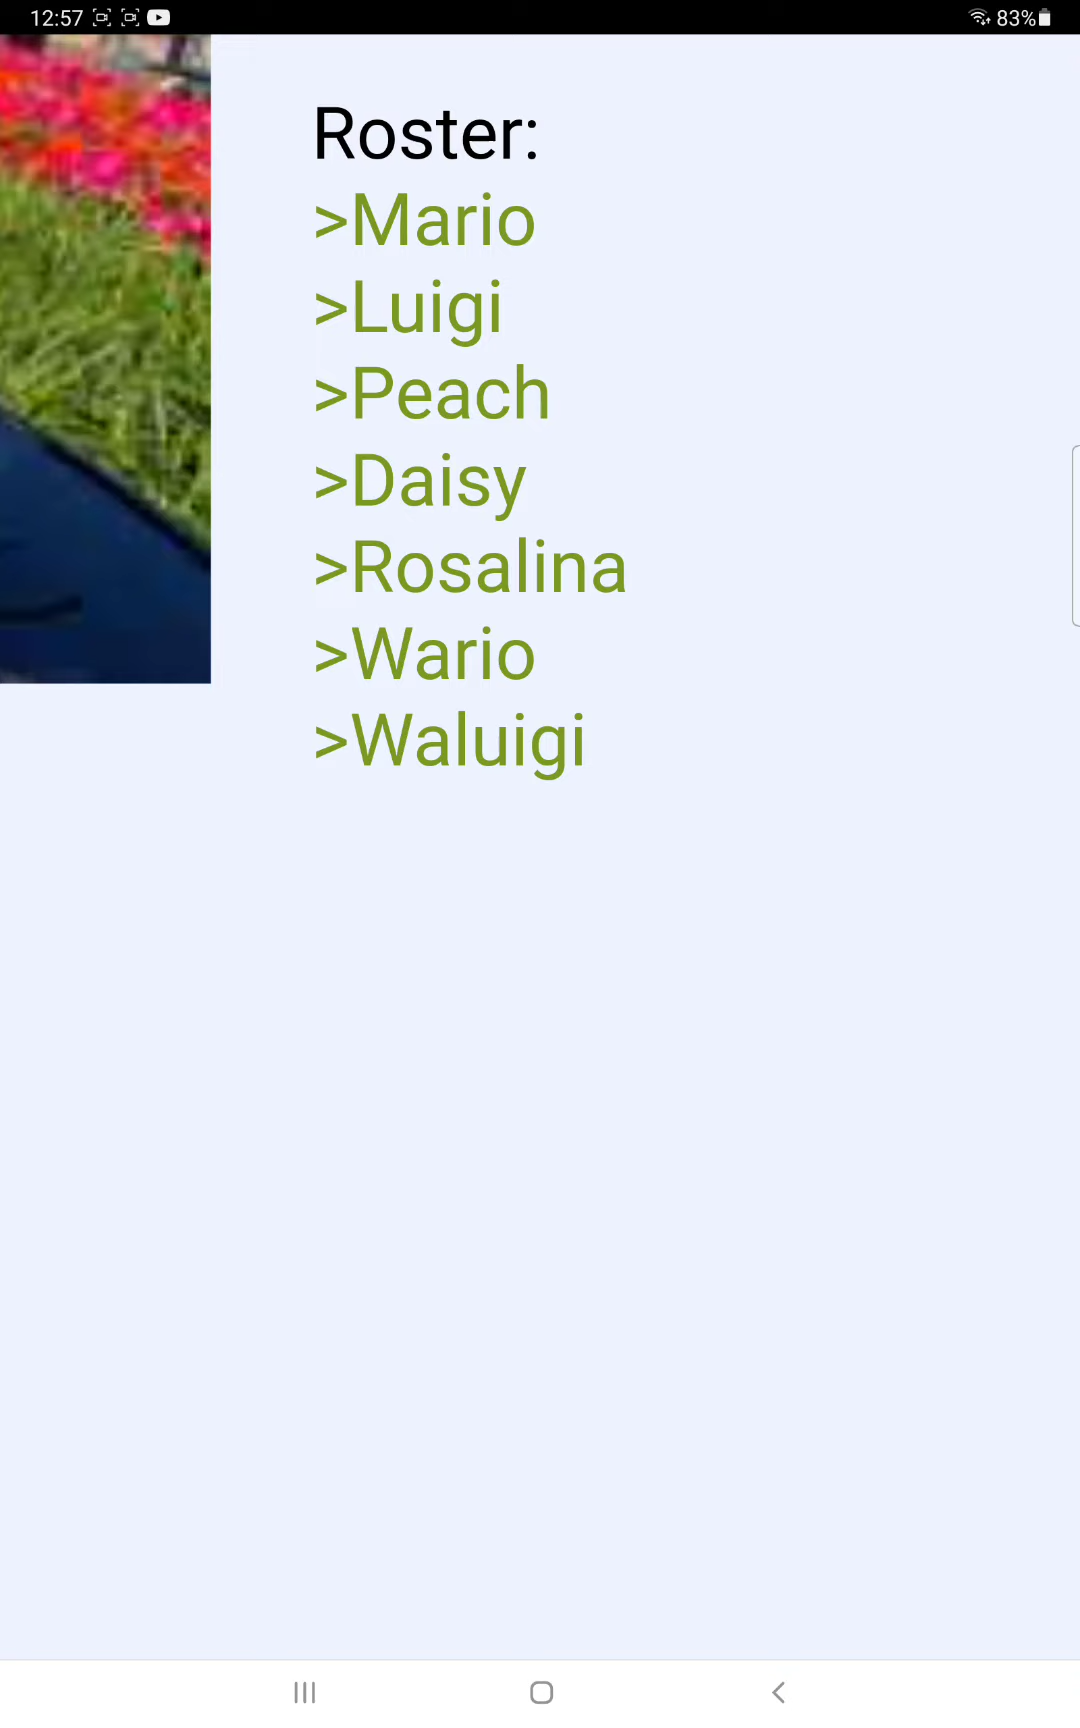 12:57
83%
Roster:
>Mario
>Luigi
>Peach
>Daisy
>Rosalina
>Wario
>Waluigi